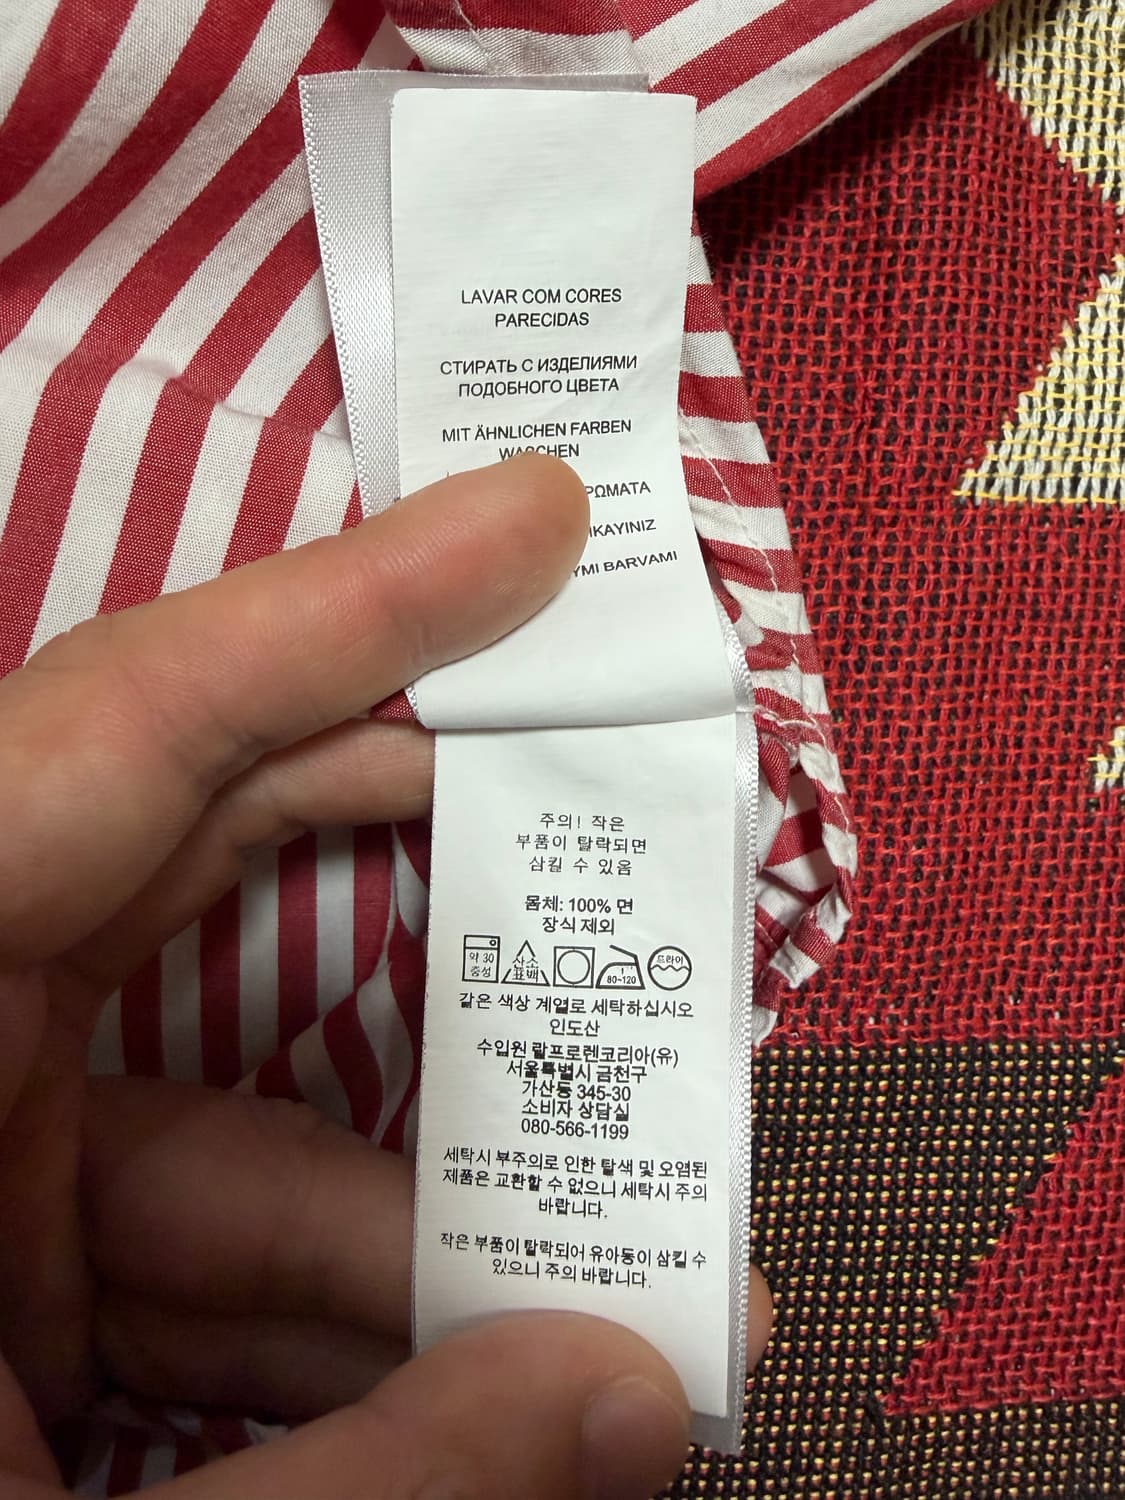 LAVAR COM CORES
PARECIDAS
СТИРАТЬ С ИЗДЕЛИЯМИ
ПОДОБНОГО ЦВЕТА
MIT ÄHNLICHEN FARBEN
WASCHEN
BARVAMI
주의! 작은
부품이 탈락되면
삼킬 수 있음
몸체: 100% 면
장식 제외
약 30
중성
산소
표백
80~120
드라이
같은 색상 계열로 세탁하십시오
인도산
수입원 랄프로렌코리아(유)
서울특별시 금천구
가산동 345-30
소비자 상담실
080-566-1199
세탁시 부주의로 인한 탈색 및 오염된
제품은 교환할 수 없으니 세탁시 주의
바랍니다.
작은 부품이 탈락되어 유아동이 삼킬 수
있으니 주의 바랍니다.